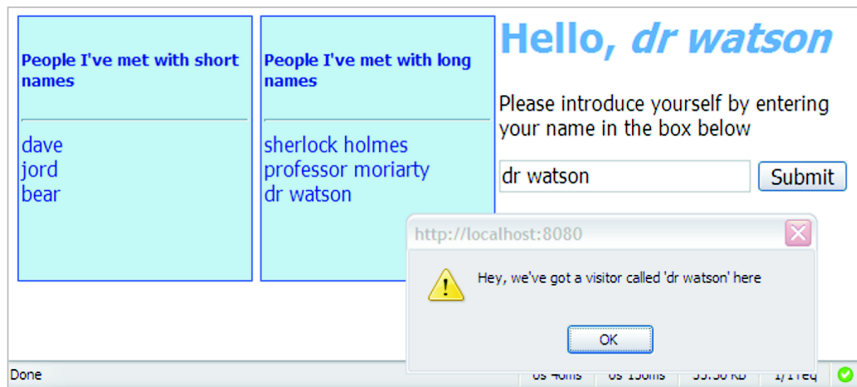 People I've met with short
names
dave
jord
bear
People I've met with long
names
sherlock holmes
professor moriarty
dr watson
Hello, dr watson
Please introduce yourself by entering
your name in the box below
dr watson
Submit
http://localhost:8080
Hey, we've got a visitor called 'dr watson' here
OK
Done